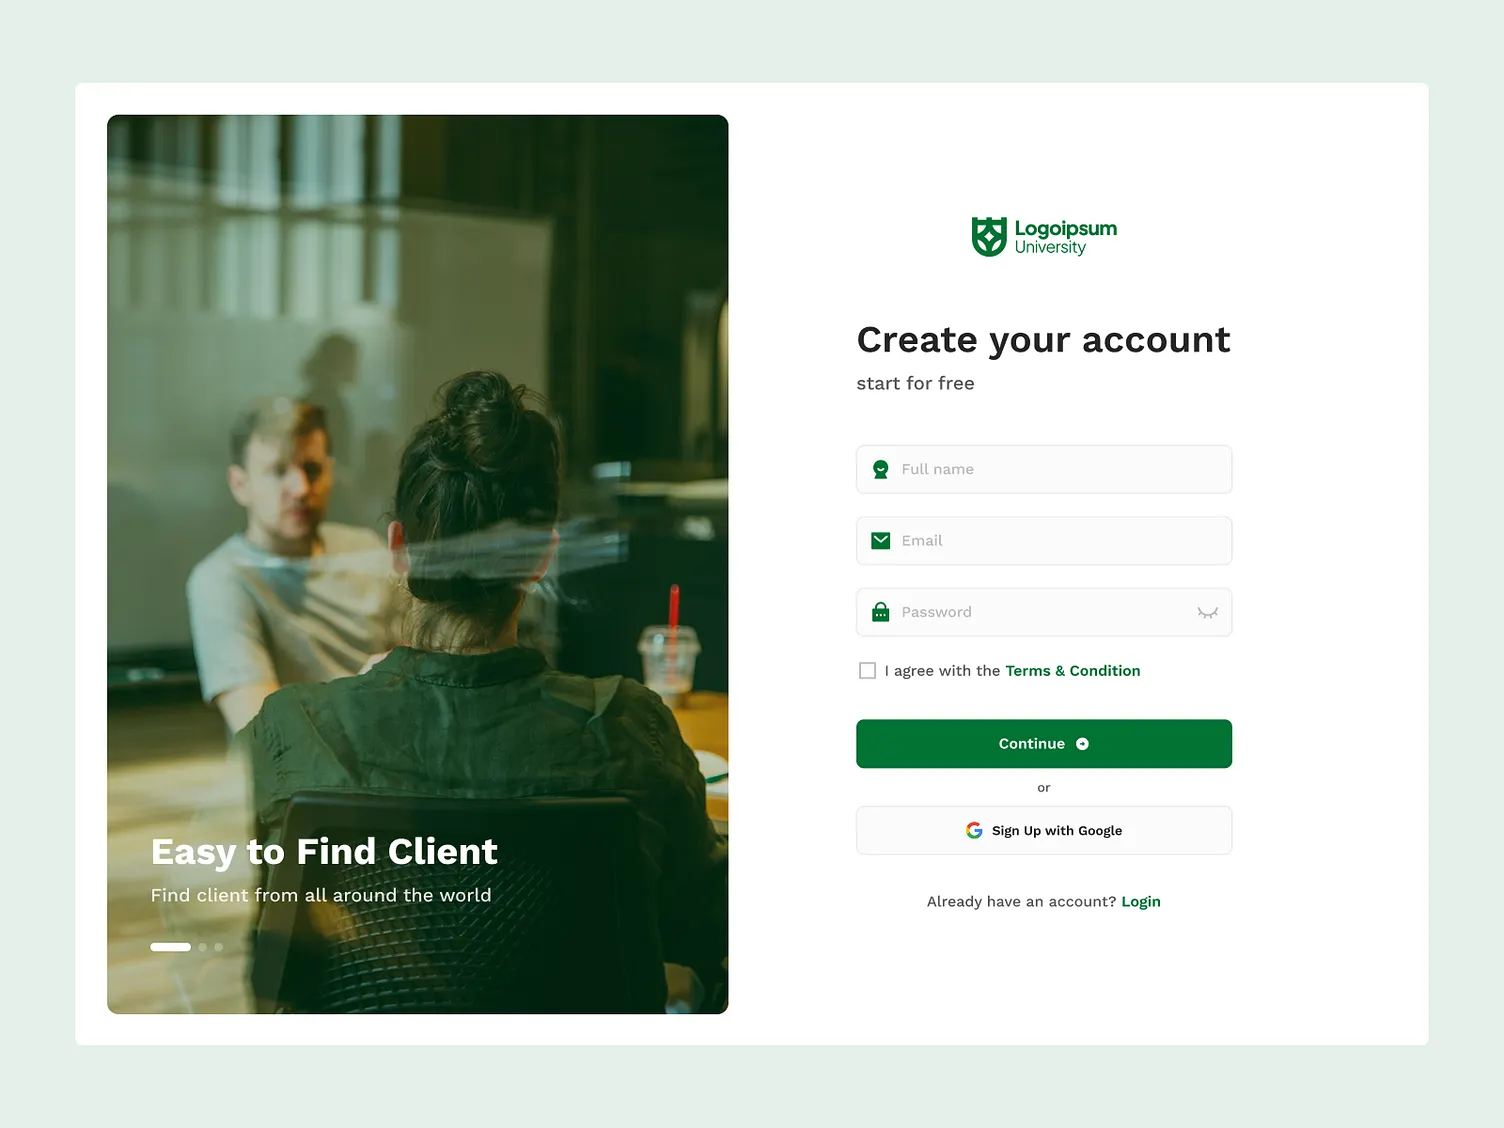 Logoipsum
University
Create your account
start for free
Full name
Email
Password
I agree with the Terms & Condition
Continue
or
Sign Up with Google
Already have an account? Login
Easy to Find Client
Find client from all around the world